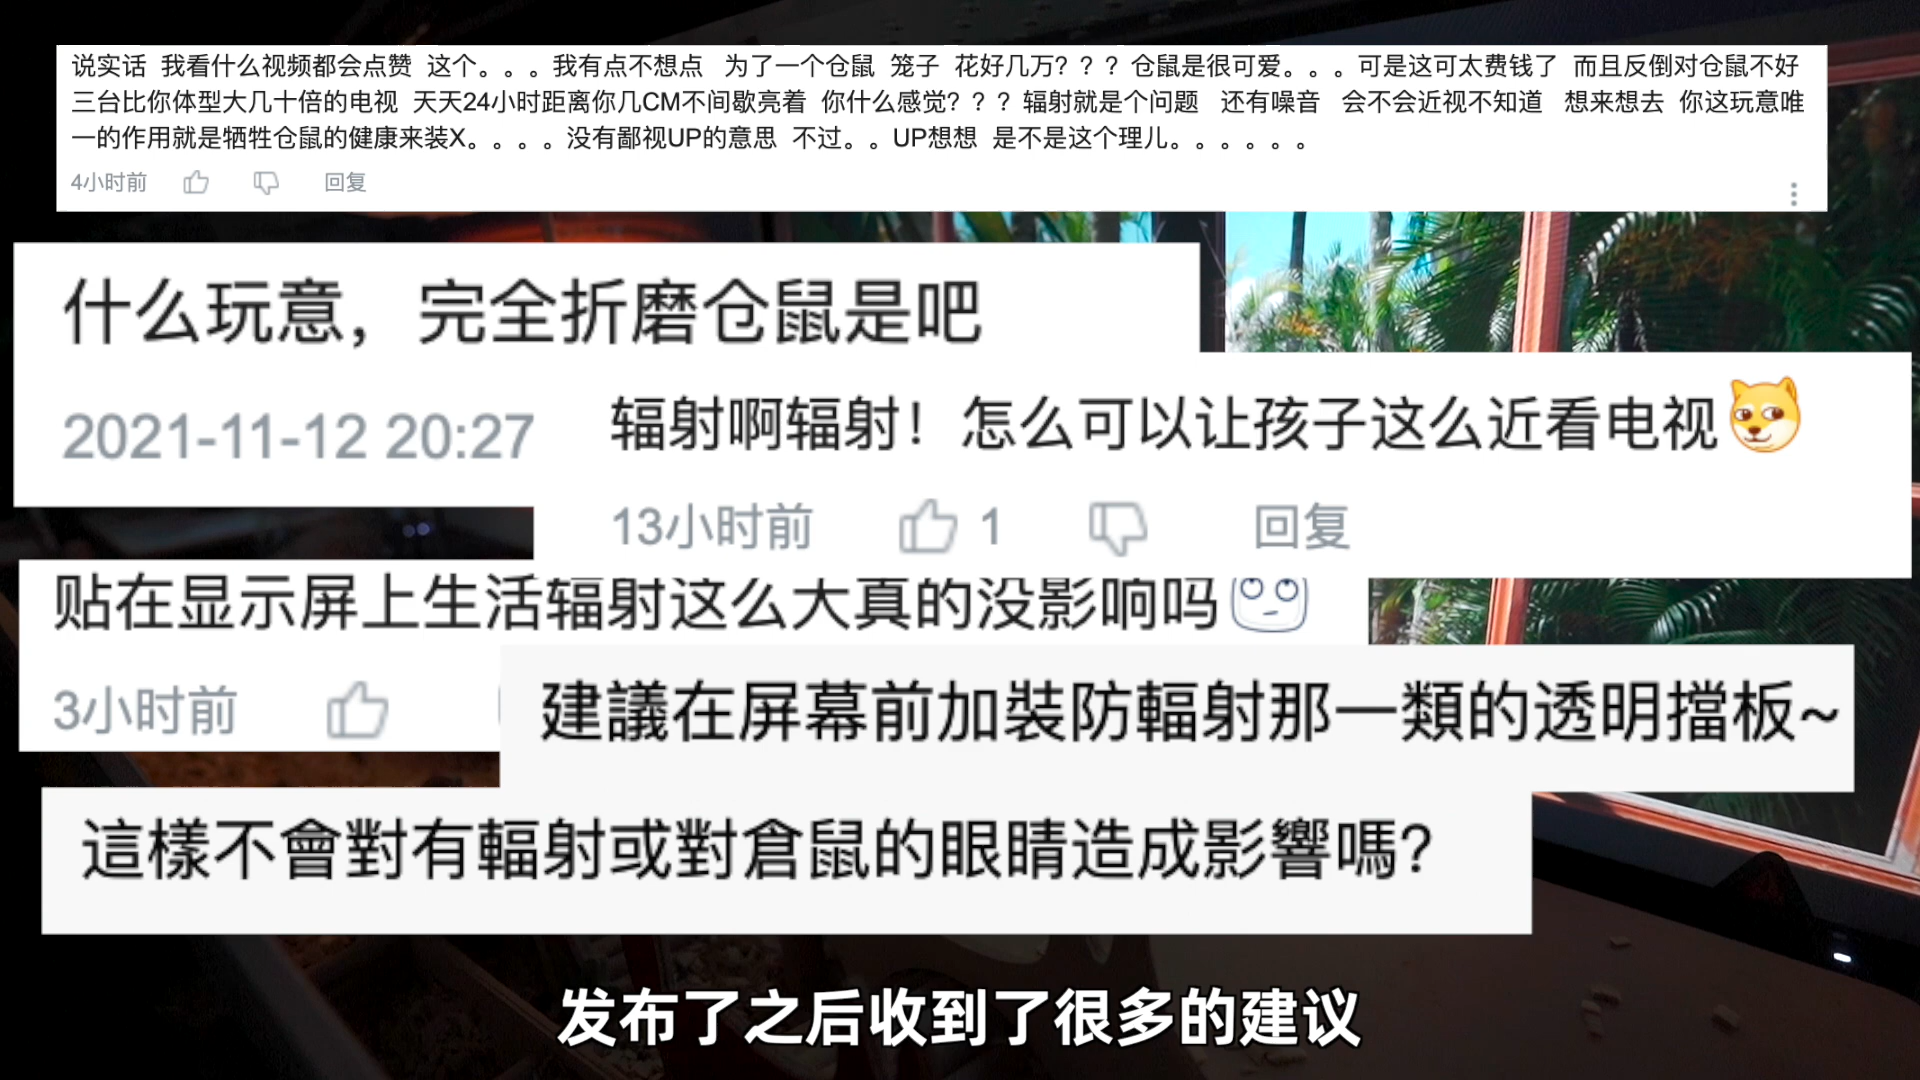 说实话 我看什么视频都会点赞 这个。。。我有点不想点 为了一个仓鼠 笼子 花好几万？？？仓鼠是很可爱。。。可是这可太费钱了 而且反倒对仓鼠不好
三台比你体型大几十倍的电视 天天24小时距离你几CM不间歇亮着 你什么感觉？？？辐射就是个问题 还有噪音 会不会近视不知道 想来想去 你这玩意唯
一的作用就是牺牲仓鼠的健康来装X。。。。没有鄙视UP的意思 不过。。UP想想 是不是这个理儿。。。。。。
4小时前 回复
什么玩意，完全折磨仓鼠是吧
2021-11-12 20:27
辐射啊辐射！怎么可以让孩子这么近看电视
13小时前 1 回复
贴在显示屏上生活辐射这么大真的没影响吗
3小时前
建議在屏幕前加裝防輻射那一類的透明擋板~
這樣不會對有輻射或對倉鼠的眼睛造成影響嗎?
发布了之后收到了很多的建议